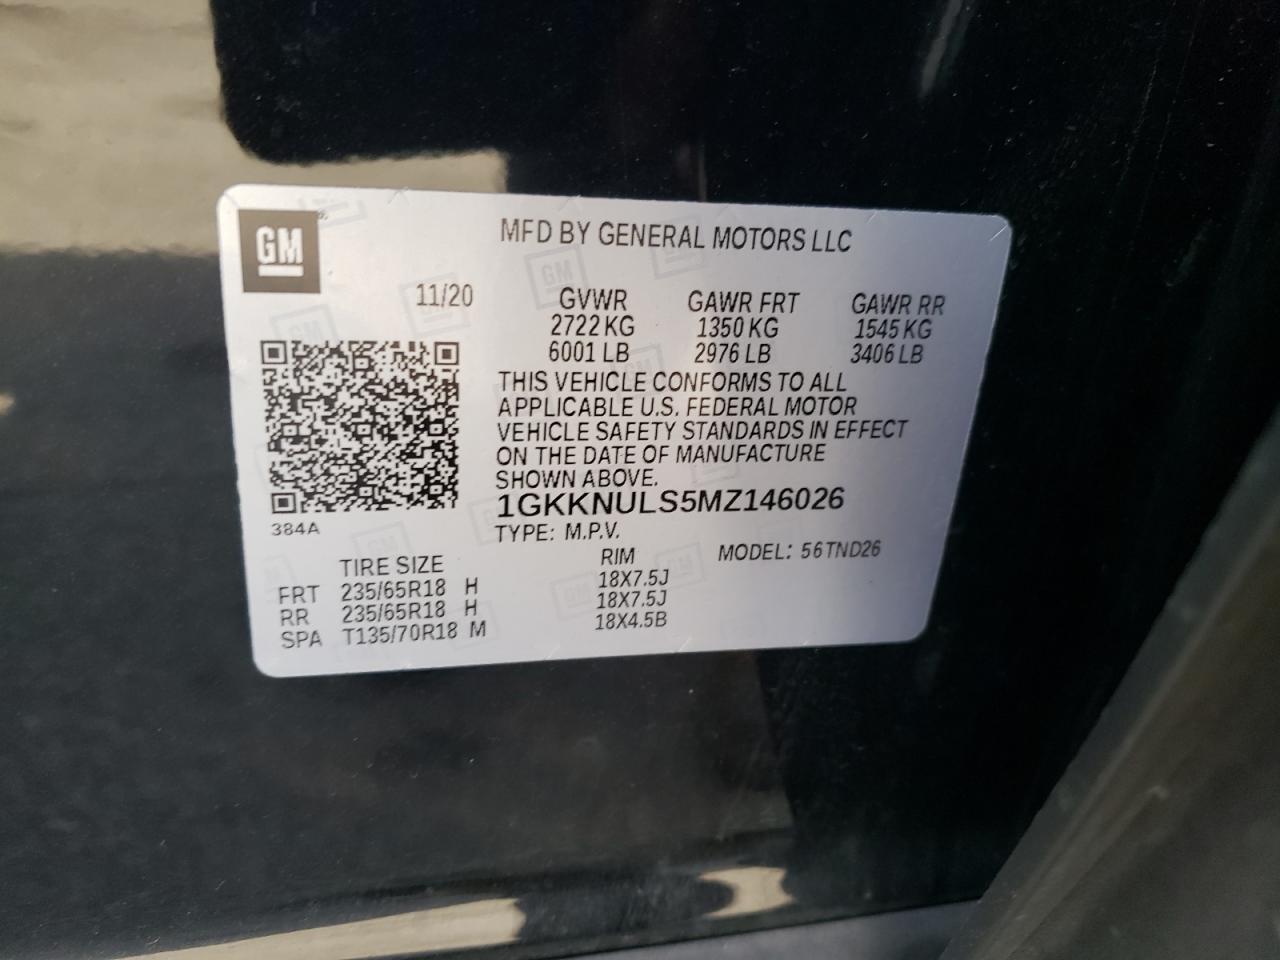 GM
MFD BY GENERAL MOTORS LLC
11/20
GVWR GAWR FRT GAWR RR
2722 KG 1350 KG 1545 KG
6001 LB 2976 LB 3406 LB
THIS VEHICLE CONFORMS TO ALL
APPLICABLE U.S. FEDERAL MOTOR
VEHICLE SAFETY STANDARDS IN EFFECT
ON THE DATE OF MANUFACTURE
SHOWN ABOVE.
1GKKNULS5MZ146026
384A
TYPE: M.P.V.
TIRE SIZE RIM MODEL: 56TND26
FRT 235/65R18 H 18X7.5J
RR 235/65R18 H 18X7.5J
SPA T135/70R18 M 18X4.5B